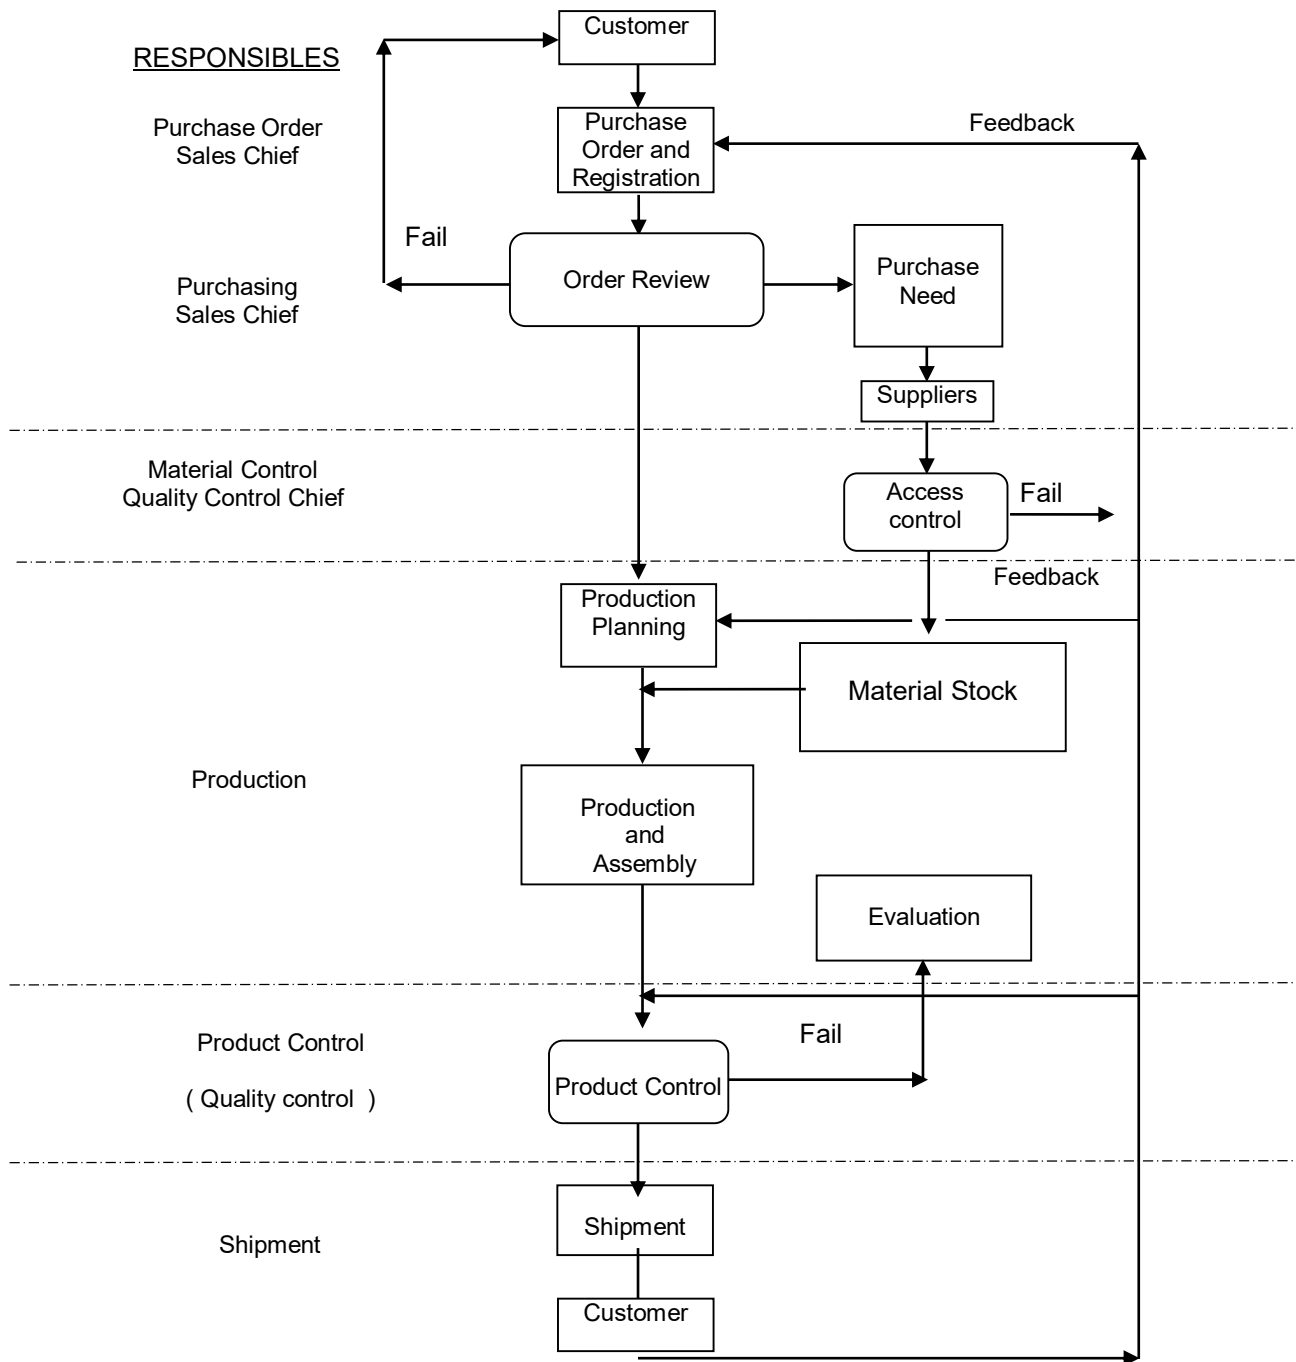 Customer
RESPONSIBLES
Purchase Order
Sales Chief
Purchase
Order and
Registration
Feedback
Fail
Order Review
Purchase
Need
Purchasing
Sales Chief
Suppliers
Material Control
Quality Control Chief
Access
control
Fail
Feedback
Production
Planning
Material Stock
Production
Production
and
Assembly
Evaluation
Fail
Product Control
( Quality control )
Product Control
Shipment
Shipment
Customer